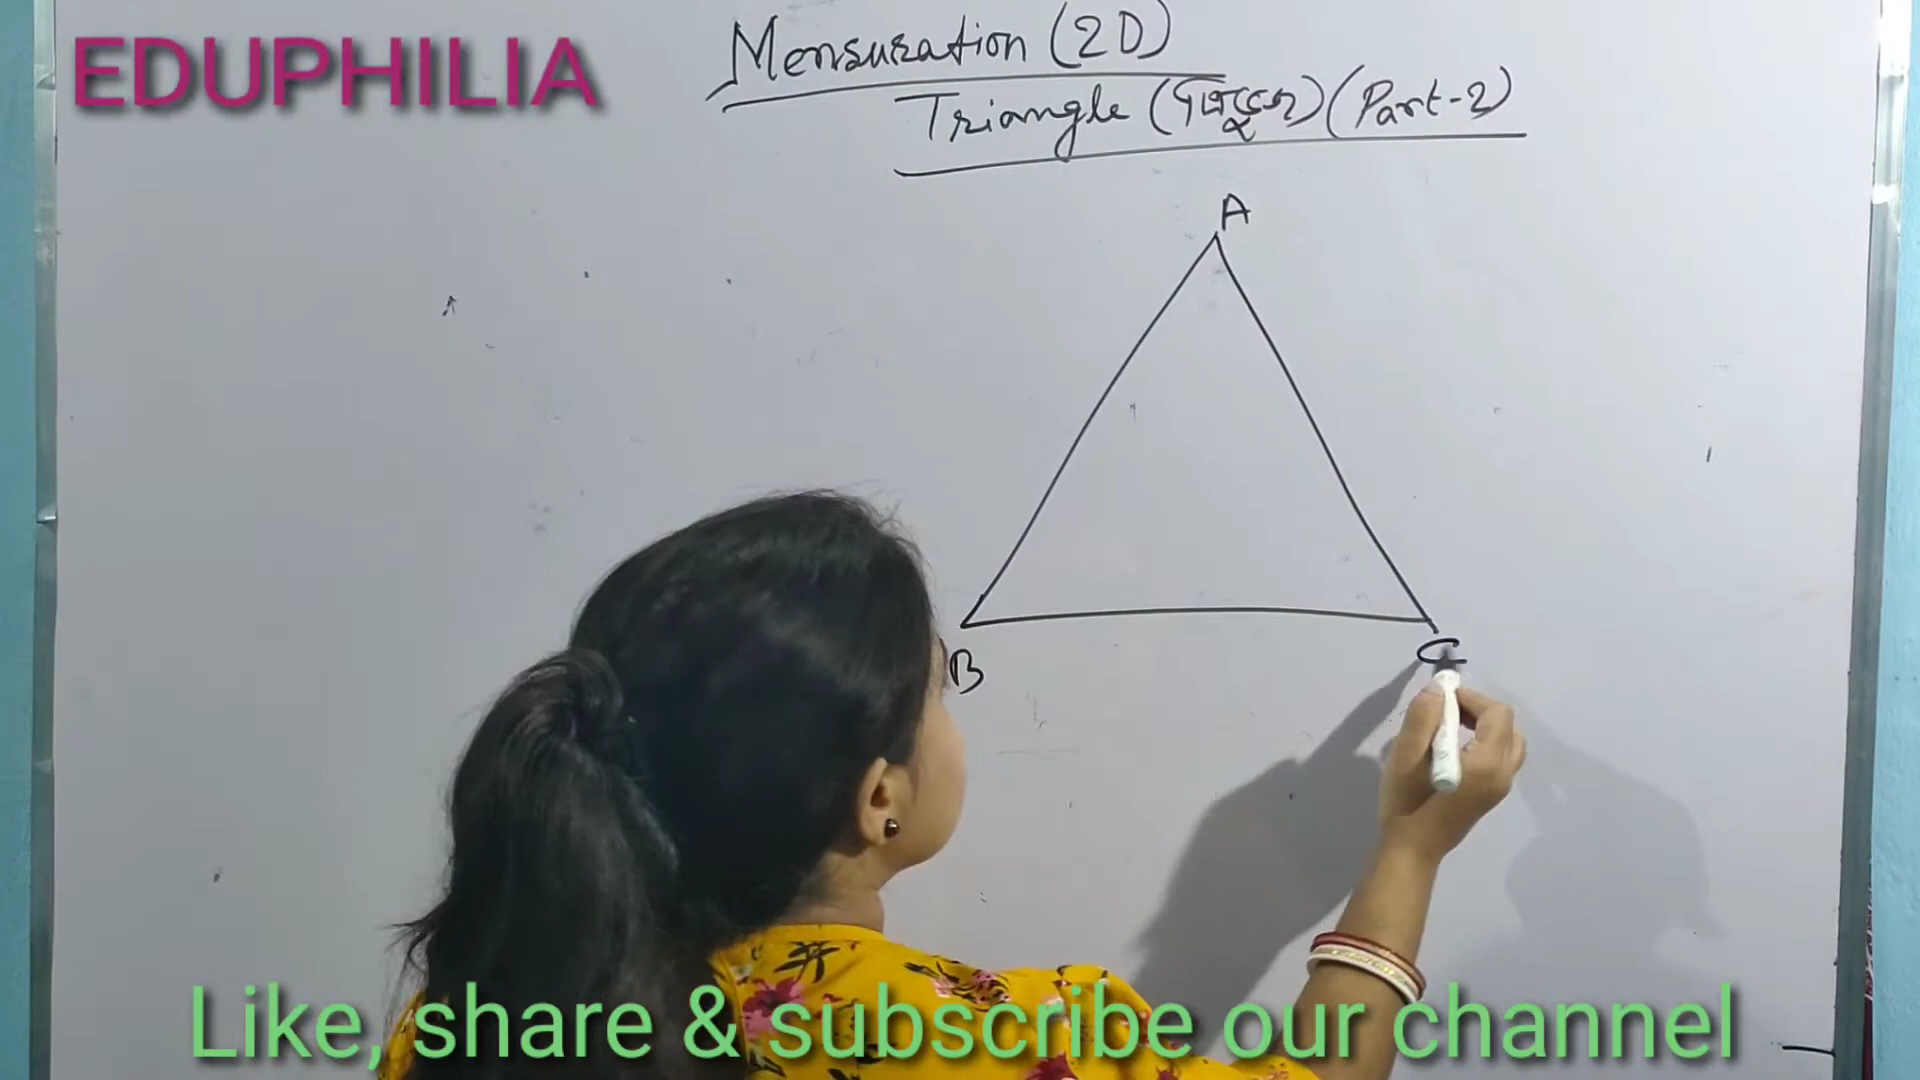 EDUPHILIA
Mensuration (2D)
Triangle (ত্রিভুজ) (Part-2)
A
B
C
Like, share & subscribe our channel